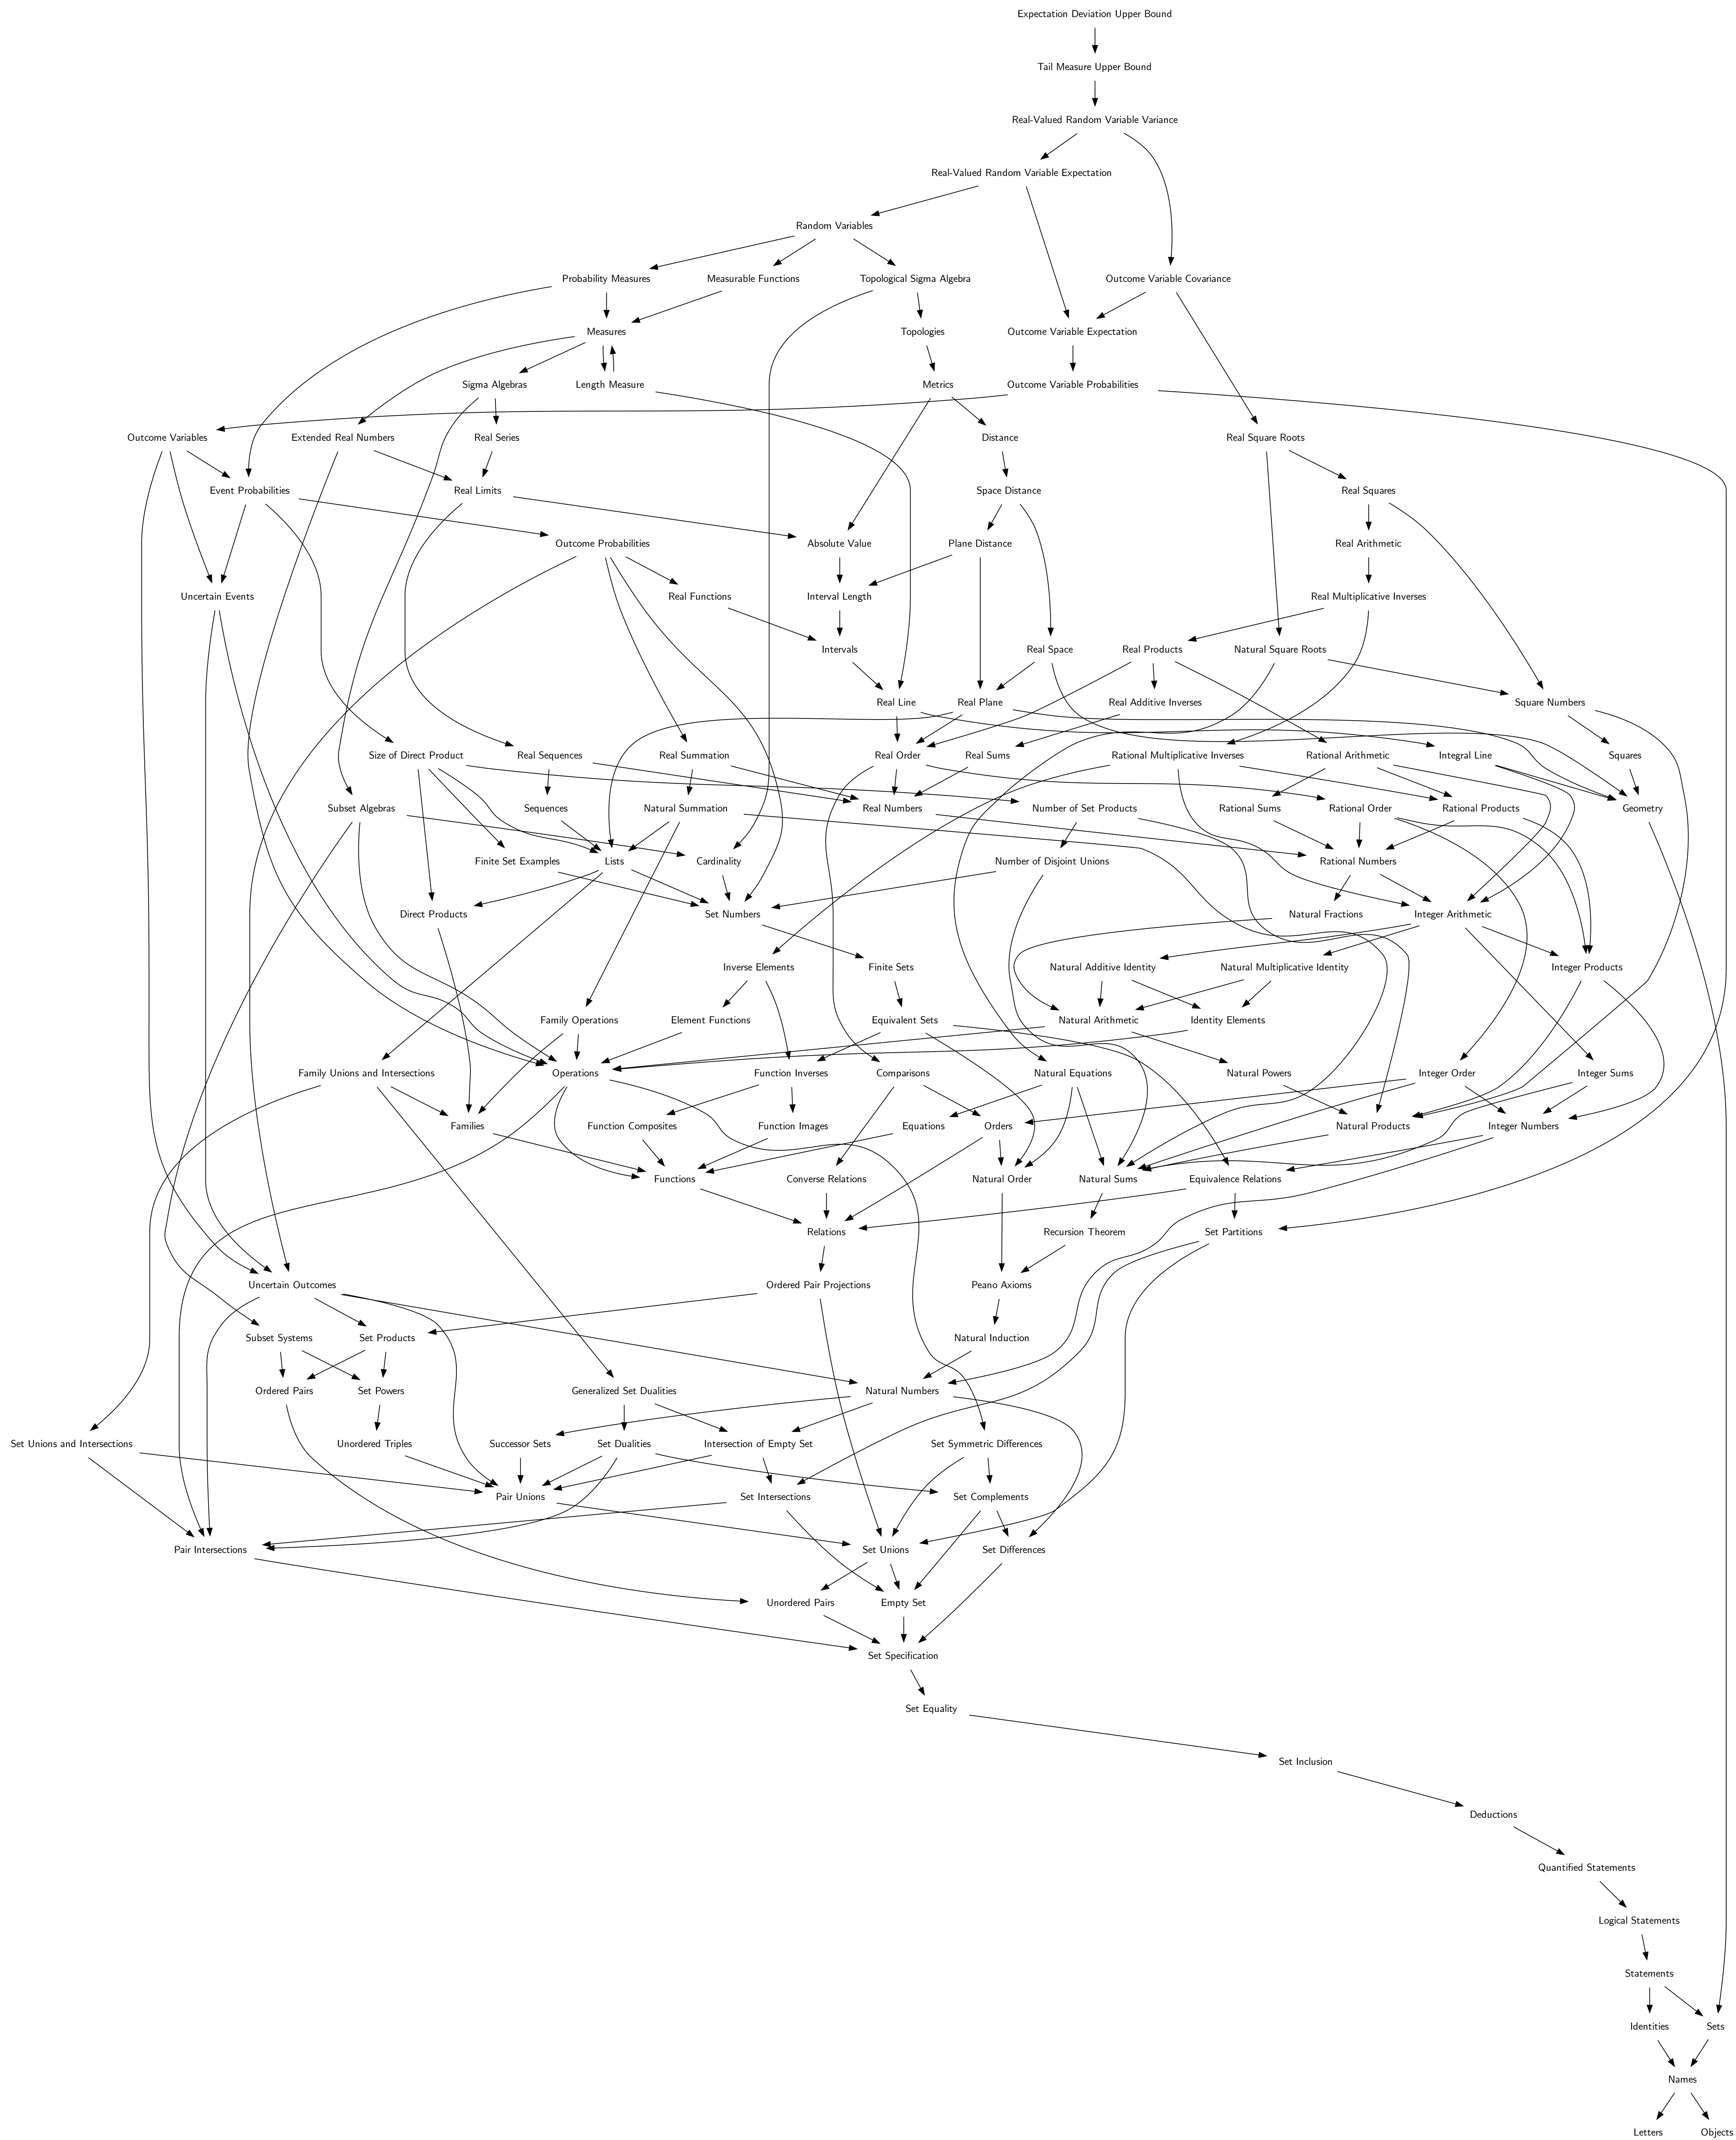 Expectation Deviation Upper Bound
Tail Measure Upper Bound
Real-Valued Random Variable Variance
Real-Valued Random Variable Expectation
Random Variables
Probability Measures
Measurable Functions
Topological Sigma Algebra
Outcome Variable Covariance
Measures
Topologies
Outcome Variable Expectation
Sigma Algebras
Length Measure
Metrics
Outcome Variable Probabilities
Outcome Variables
Extended Real Numbers
Real Series
Distance
Real Square Roots
Event Probabilities
Real Limits
Space Distance
Real Squares
Outcome Probabilities
Absolute Value
Plane Distance
Real Arithmetic
Uncertain Events
Real Functions
Interval Length
Real Multiplicative Inverses
Intervals
Real Space
Real Products
Natural Square Roots
Real Line
Real Plane
Real Additive Inverses
Square Numbers
Size of Direct Product
Real Sequences
Real Summation
Real Order
Real Sums
Rational Multiplicative Inverses
Rational Arithmetic
Integral Line
Squares
Subset Algebras
Sequences
Natural Summation
Real Numbers
Number of Set Products
Rational Sums
Rational Order
Rational Products
Geometry
Finite Set Examples
Lists
Cardinality
Number of Disjoint Unions
Rational Numbers
Direct Products
Set Numbers
Natural Fractions
Integer Arithmetic
Inverse Elements
Finite Sets
Natural Additive Identity
Natural Multiplicative Identity
Integer Products
Family Operations
Element Functions
Equivalent Sets
Natural Arithmetic
Identity Elements
Family Unions and Intersections
Operations
Function Inverses
Comparisons
Natural Equations
Natural Powers
Integer Order
Integer Sums
Families
Function Composites
Function Images
Equations
Orders
Natural Products
Integer Numbers
Functions
Converse Relations
Natural Order
Natural Sums
Equivalence Relations
Relations
Recursion Theorem
Set Partitions
Uncertain Outcomes
Ordered Pair Projections
Peano Axioms
Subset Systems
Set Products
Natural Induction
Ordered Pairs
Set Powers
Generalized Set Dualities
Natural Numbers
Set Unions and Intersections
Unordered Triples
Successor Sets
Set Dualities
Intersection of Empty Set
Set Symmetric Differences
Pair Unions
Set Intersections
Set Complements
Pair Intersections
Set Unions
Set Differences
Unordered Pairs
Empty Set
Set Specification
Set Equality
Set Inclusion
Deductions
Quantified Statements
Logical Statements
Statements
Identities
Sets
Names
Letters
Objects